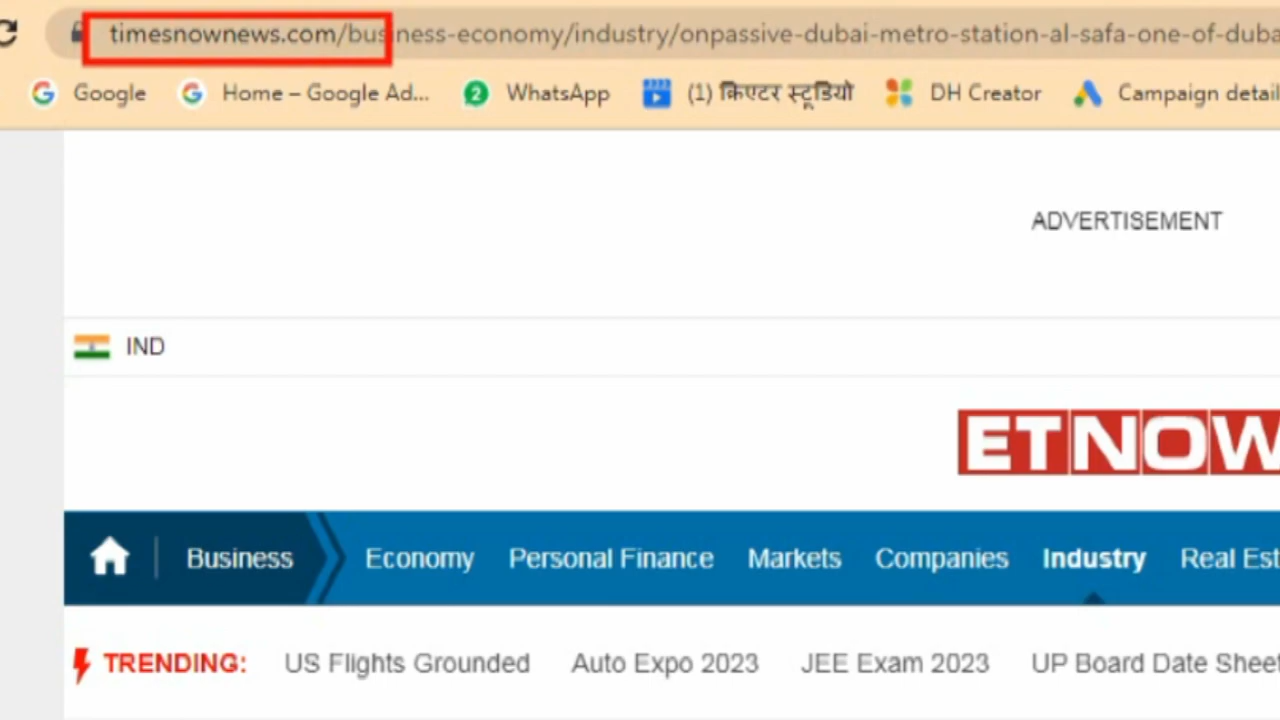 timesnownews.com/business-economy/industry/onpassive-dubai-metro-station-al-safa-one-of-duba
Google Home – Google Ad... 2 WhatsApp (1) क्रिएटर स्टूडियो DH Creator Campaign detail
ADVERTISEMENT
IND
ETNOW
Business Economy Personal Finance Markets Companies Industry Real Est
TRENDING: US Flights Grounded Auto Expo 2023 JEE Exam 2023 UP Board Date Sheet